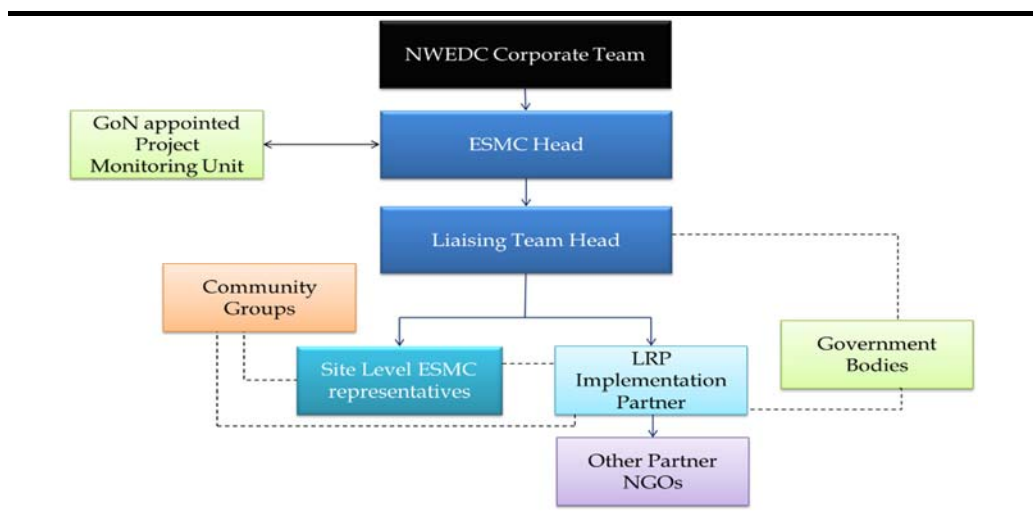 NWEDC Corporate Team
GoN appointed
Project
Monitoring Unit
ESMC Head
Liaising Team Head
Community
Groups
Site Level ESMC
representatives
LRP
Implementation
Partner
Government
Bodies
Other Partner
NGOs